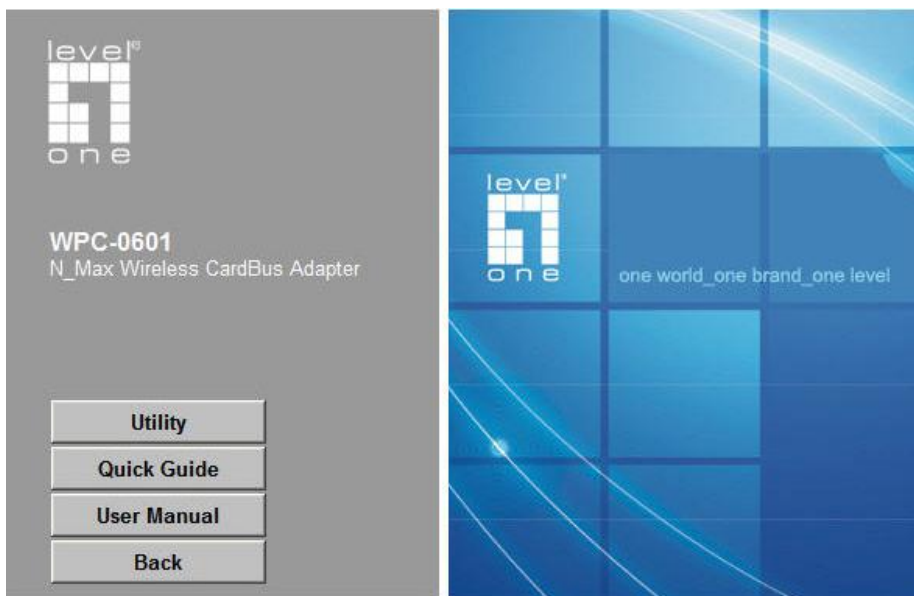 level®
one
WPC-0601
N_Max Wireless CardBus Adapter
Utility
Quick Guide
User Manual
Back
level®
one
one world_one brand_one level